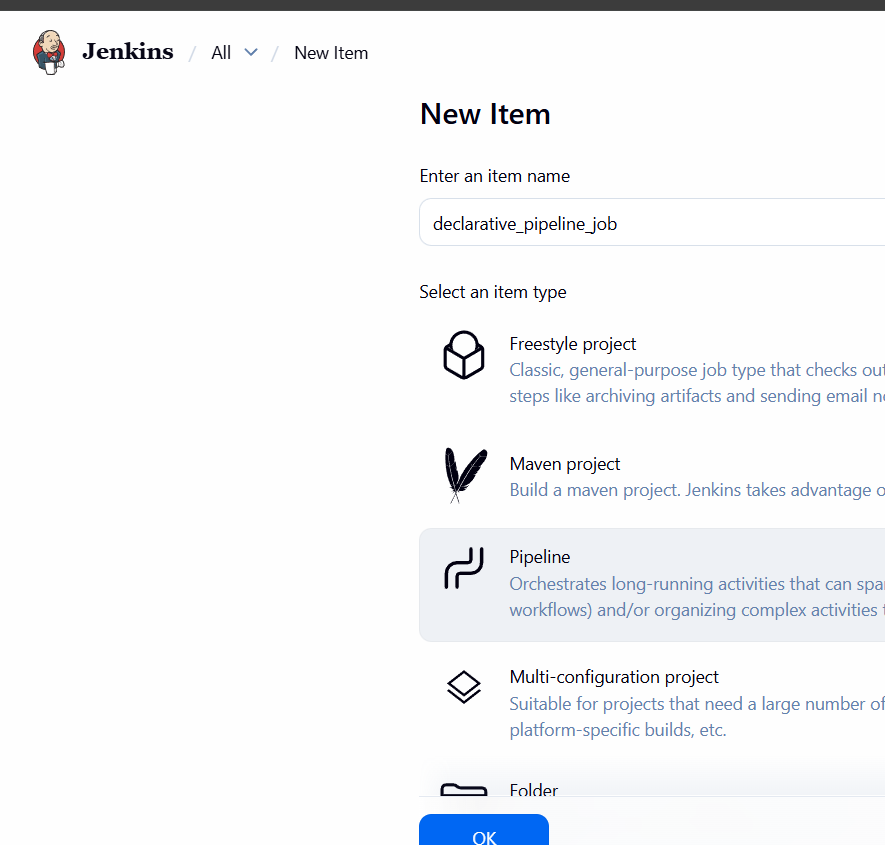 Jenkins / All / New Item
New Item
Enter an item name
declarative_pipeline_job
Select an item type
Freestyle project
Classic, general-purpose job type that checks out
steps like archiving artifacts and sending email
Maven project
Build a maven project. Jenkins takes advantage
Pipeline
Orchestrates long-running activities that can
workflows) and/or organizing complex activities
Multi-configuration project
Suitable for projects that need a large number of
platform-specific builds, etc.
Folder
OK